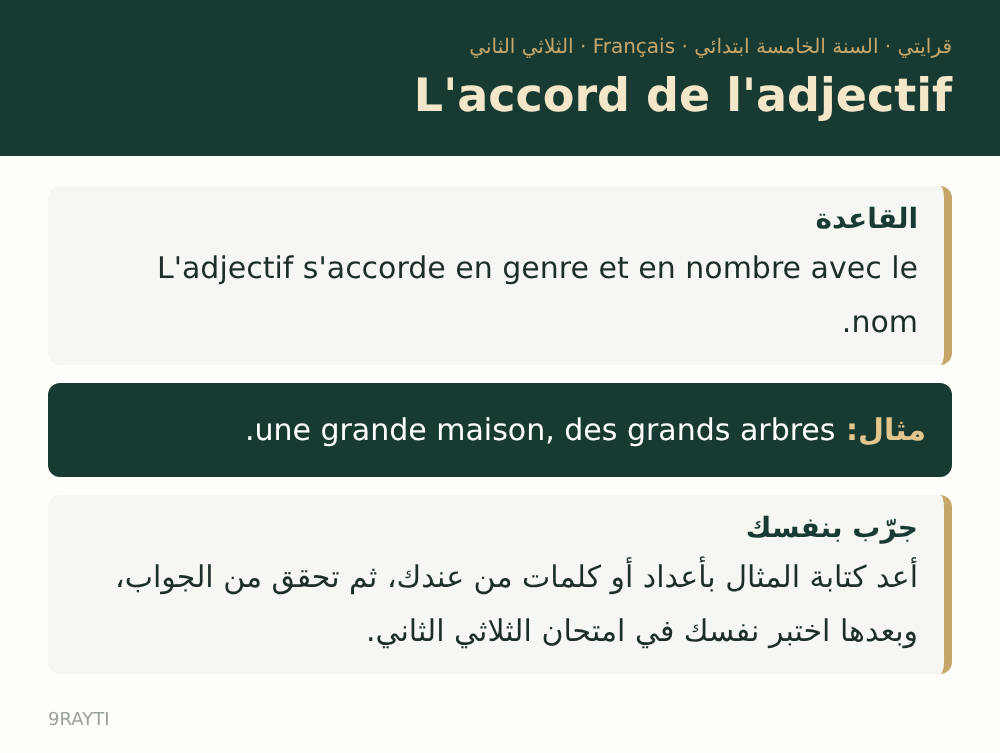 قرايتي · السنة الخامسة ابتدائي · Français · الثلاثي الثاني
L'accord de l'adjectif
القاعدة
L'adjectif s'accorde en genre et en nombre avec le
nom.
مثال: une grande maison, des grands arbres.
جرّب بنفسك
أعد كتابة المثال بأعداد أو كلمات من عندك، ثم تحقق من الجواب،
وبعدها اختبر نفسك في امتحان الثلاثي الثاني.
9RAYTI